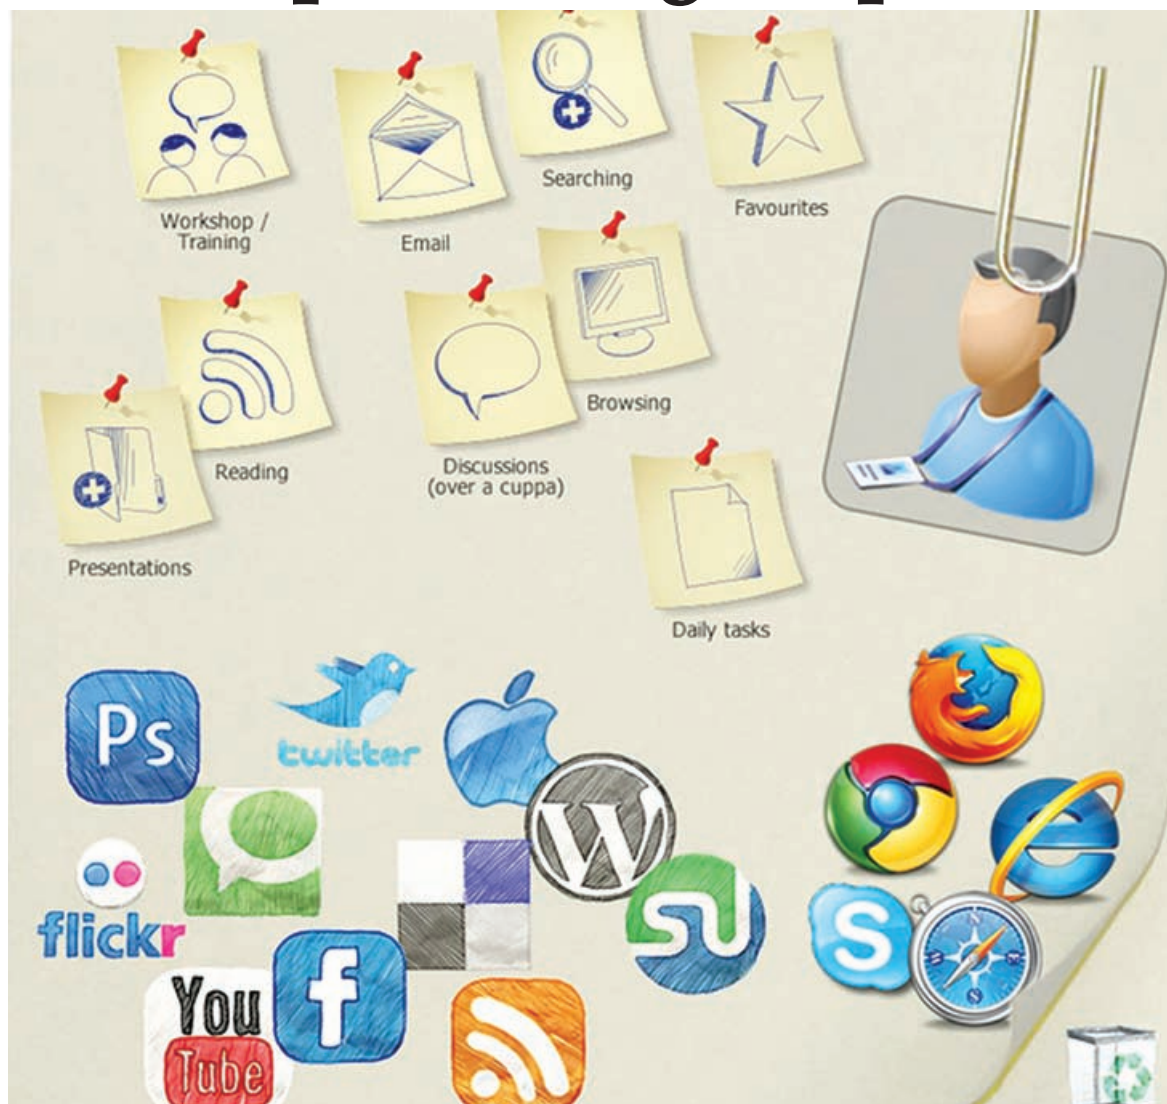 Searching
Favourites
Workshop /
Training
Email
Browsing
Reading
Discussions
(over a cuppa)
Presentations
Daily tasks
Ps
twitter
W
flickr
S
f
You
Tube